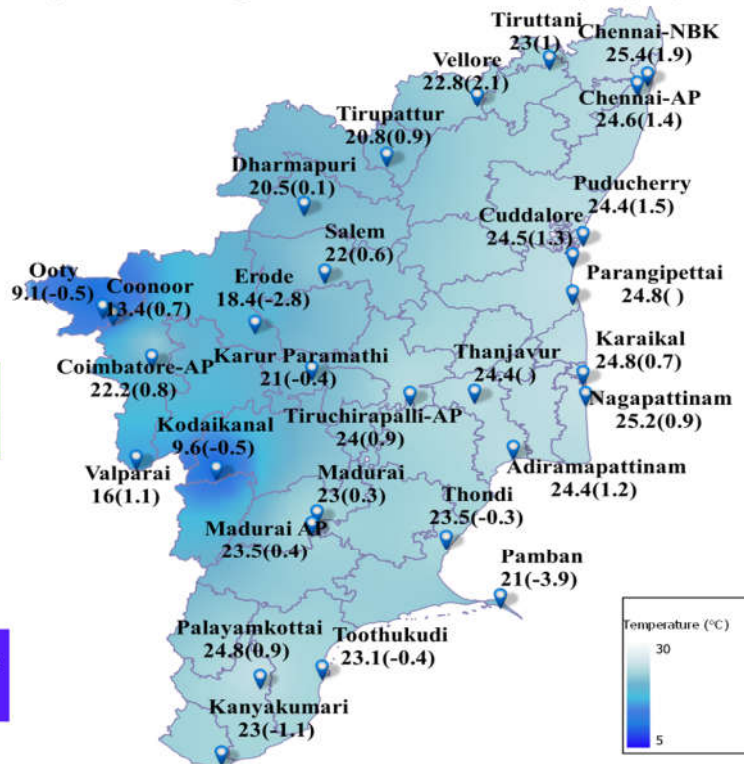 Tiruttani
23(1)
Chennai-NBK
25.4(1.9)
Vellore
22.8(2.1)
Chennai-AP
24.6(1.4)
Tirupattur
20.8(0.9)
Dharmapuri
20.5(0.1)
Puducherry
24.4(1.5)
Cuddalore
24.5(1.3)
Salem
22(0.6)
Ooty
9.1(-0.5)
Coonoor
13.4(0.7)
Erode
18.4(-2.8)
Parangipettai
24.8( )
Coimbatore-AP
22.2(0.8)
Karur Paramathi
21(-0.4)
Thanjavur
24.4( )
Karaikal
24.8(0.7)
Nagapattinam
25.2(0.9)
Tiruchirapalli-AP
24(0.9)
Kodaikanal
9.6(-0.5)
Valparai
16(1.1)
Adiramapattinam
24.4(1.2)
Madurai
23(0.3)
Thondi
23.5(-0.3)
Madurai AP
23.5(0.4)
Pamban
21(-3.9)
Palayamkottai
24.8(0.9)
Toothukudi
23.1(-0.4)
Kanyakumari
23(-1.1)
Temperature (°C)
30
5